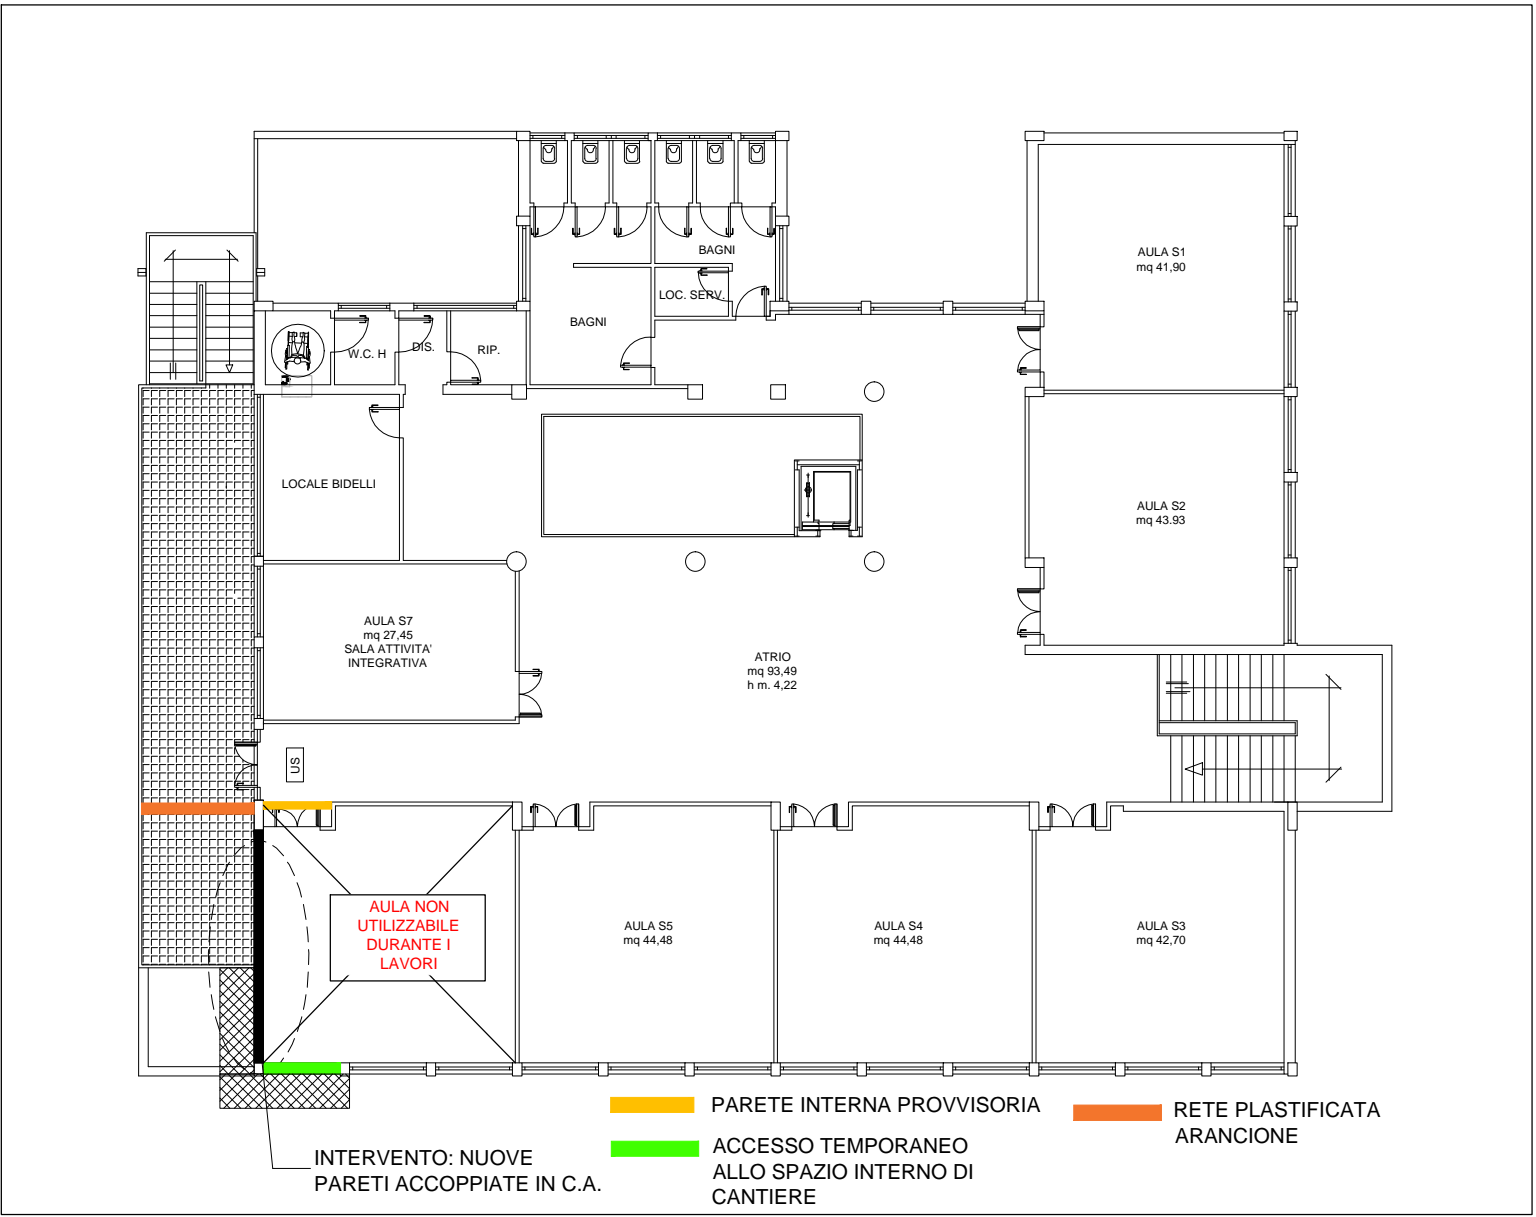 AULA S1
mq 41,90
BAGNI
LOC. SERV.
BAGNI
W.C. H
DIS.
RIP.
LOCALE BIDELLI
AULA S2
mq 43.93
AULA S7
mq 27,45
SALA ATTIVITA'
INTEGRATIVA
ATRIO
mq 93,49
h m. 4,22
US
AULA NON
UTILIZZABILE
DURANTE I
LAVORI
AULA S5
mq 44,48
AULA S4
mq 44,48
AULA S3
mq 42,70
PARETE INTERNA PROVVISORIA
RETE PLASTIFICATA
ARANCIONE
ACCESSO TEMPORANEO
ALLO SPAZIO INTERNO DI
CANTIERE
INTERVENTO: NUOVE
PARETI ACCOPPIATE IN C.A.